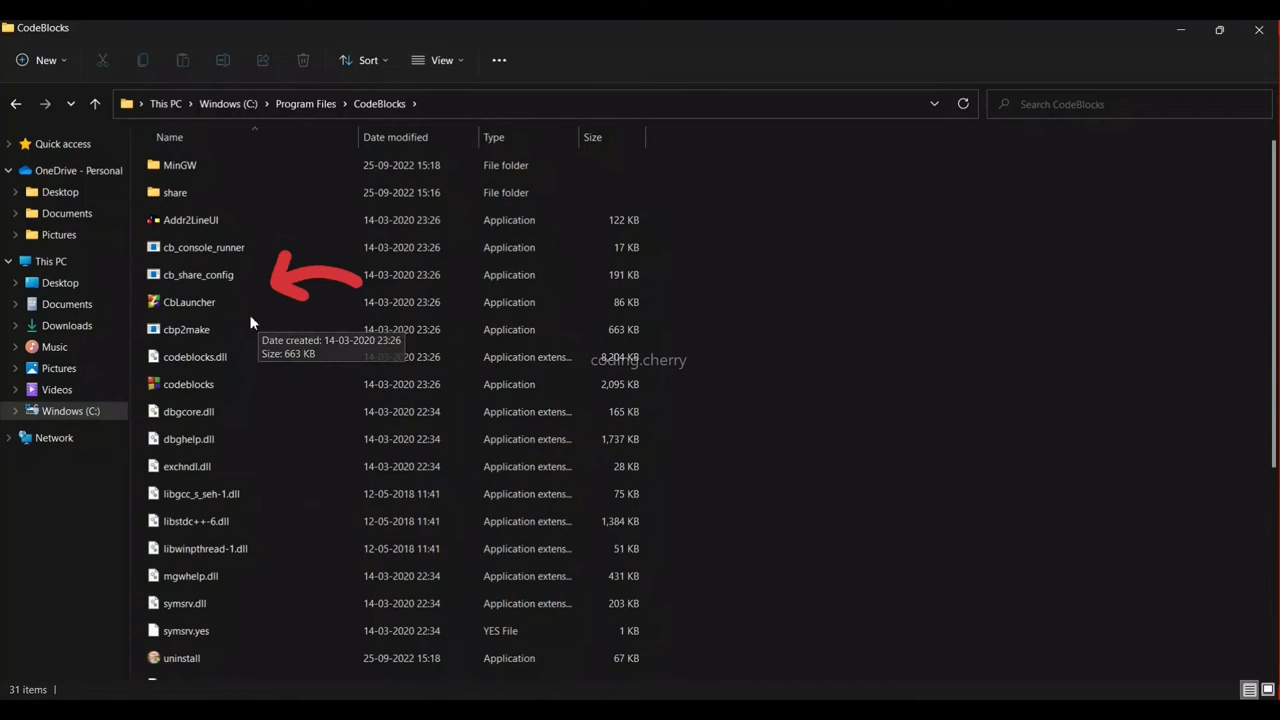 CodeBlocks
New
Sort
View
This PC > Windows (C:) > Program Files > CodeBlocks >
Search CodeBlocks
Quick access
OneDrive - Personal
Desktop
Documents
Pictures
This PC
Desktop
Documents
Downloads
Music
Pictures
Videos
Windows (C:)
Network
Name Date modified Type Size
MinGW 25-09-2022 15:18 File folder
share 25-09-2022 15:16 File folder
Addr2LineUI 14-03-2020 23:26 Application 122 KB
cb_console_runner 14-03-2020 23:26 Application 17 KB
cb_share_config 14-03-2020 23:26 Application 191 KB
CbLauncher 14-03-2020 23:26 Application 86 KB
cbp2make 14-03-2020 23:26 Application 663 KB
Date created: 14-03-2020 23:26
Size: 663 KB
codeblocks.dll 23:26 Application extens... 8,204 KB
coding.cherry
codeblocks 14-03-2020 23:26 Application 2,095 KB
dbgcore.dll 14-03-2020 22:34 Application extens... 165 KB
dbghelp.dll 14-03-2020 22:34 Application extens... 1,737 KB
exchndl.dll 14-03-2020 22:34 Application extens... 28 KB
libgcc_s_seh-1.dll 12-05-2018 11:41 Application extens... 75 KB
libstdc++-6.dll 12-05-2018 11:41 Application extens... 1,384 KB
libwinpthread-1.dll 12-05-2018 11:41 Application extens... 51 KB
mgwhelp.dll 14-03-2020 22:34 Application extens... 431 KB
symsrv.dll 14-03-2020 22:34 Application extens... 203 KB
symsrv.yes 14-03-2020 22:34 YES File 1 KB
uninstall 25-09-2022 15:18 Application 67 KB
31 items